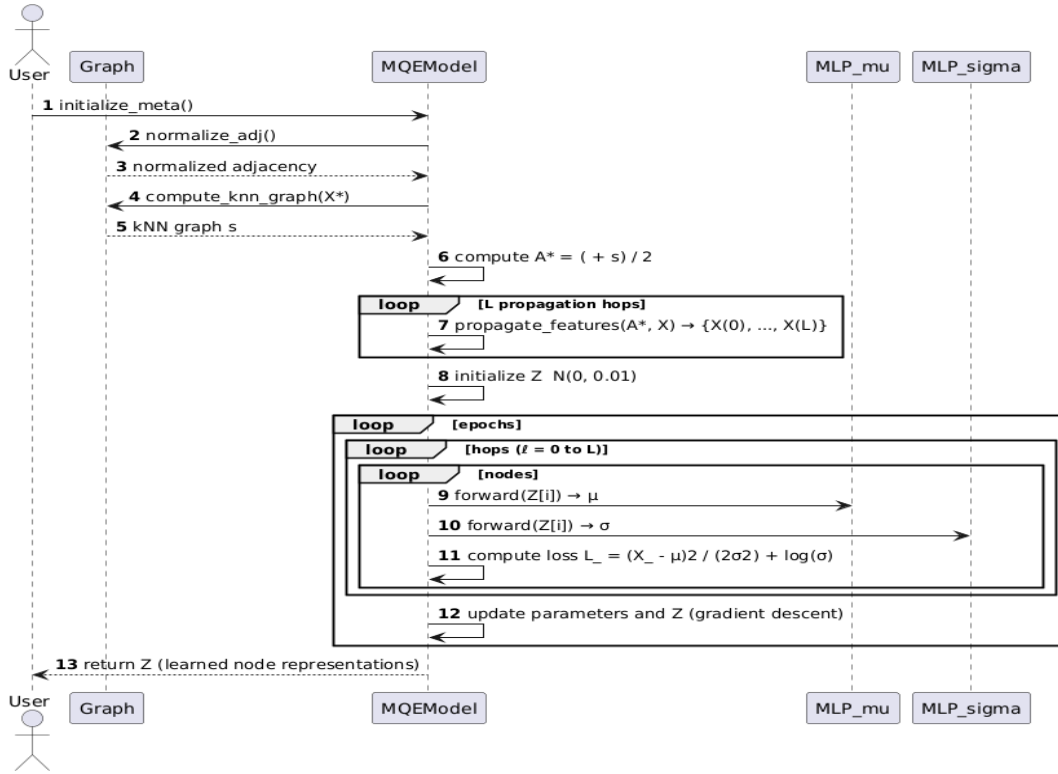 User
Graph
MQEModel
MLP_mu
MLP_sigma
1 initialize_meta()
2 normalize_adj()
3 normalized adjacency
4 compute_knn_graph(X*)
5 kNN graph s
6 compute A* = ( + s) / 2
loop [L propagation hops]
7 propagate_features(A*, X) → {X(0), ..., X(L)}
8 initialize Z  N(0, 0.01)
loop [epochs]
loop [hops (ℓ = 0 to L)]
loop [nodes]
9 forward(Z[i]) → μ
10 forward(Z[i]) → σ
11 compute loss L_ = (X_ - μ)2 / (2σ2) + log(σ)
12 update parameters and Z (gradient descent)
13 return Z (learned node representations)
User
Graph
MQEModel
MLP_mu
MLP_sigma